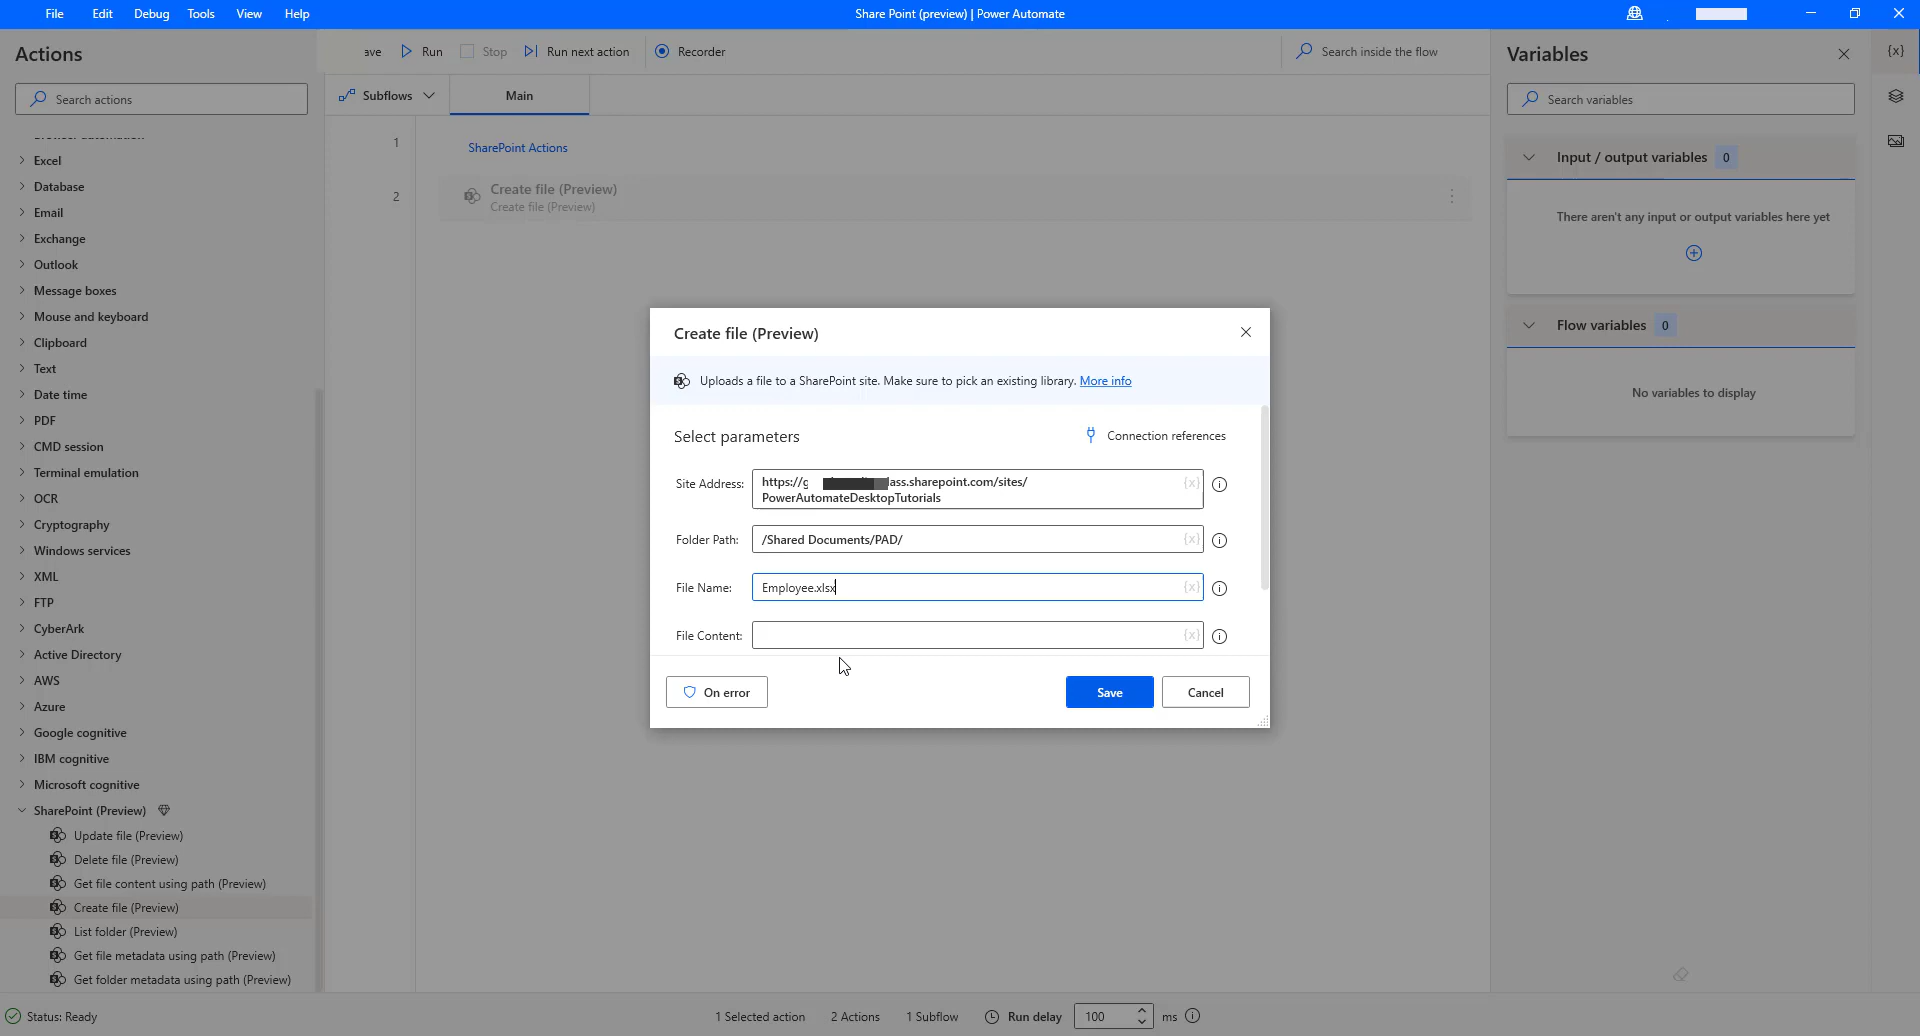 File Edit Debug Tools View Help
Share Point (preview) | Power Automate
Actions
Search actions
Excel
Database
Email
Exchange
Outlook
Message boxes
Mouse and keyboard
Clipboard
Text
Date time
PDF
CMD session
Terminal emulation
OCR
Cryptography
Windows services
XML
FTP
CyberArk
Active Directory
AWS
Azure
Google cognitive
IBM cognitive
Microsoft cognitive
SharePoint (Preview)
Update file (Preview)
Delete file (Preview)
Get file content using path (Preview)
Create file (Preview)
List folder (Preview)
Get file metadata using path (Preview)
Get folder metadata using path (Preview)
ave Run Stop Run next action Recorder
Search inside the flow
Subflows Main
1 SharePoint Actions
2 Create file (Preview)
Create file (Preview)
Create file (Preview)
Uploads a file to a SharePoint site. Make sure to pick an existing library. More info
Select parameters
Connection references
Site Address: https://g lass.sharepoint.com/sites/ {x}
PowerAutomateDesktopTutorials
Folder Path: /Shared Documents/PAD/ {x}
File Name: Employee.xlsx {x}
File Content: {x}
On error Save Cancel
Variables
{x}
Search variables
Input / output variables 0
There aren't any input or output variables here yet
Flow variables 0
No variables to display
Status: Ready 1 Selected action 2 Actions 1 Subflow Run delay 100 ms